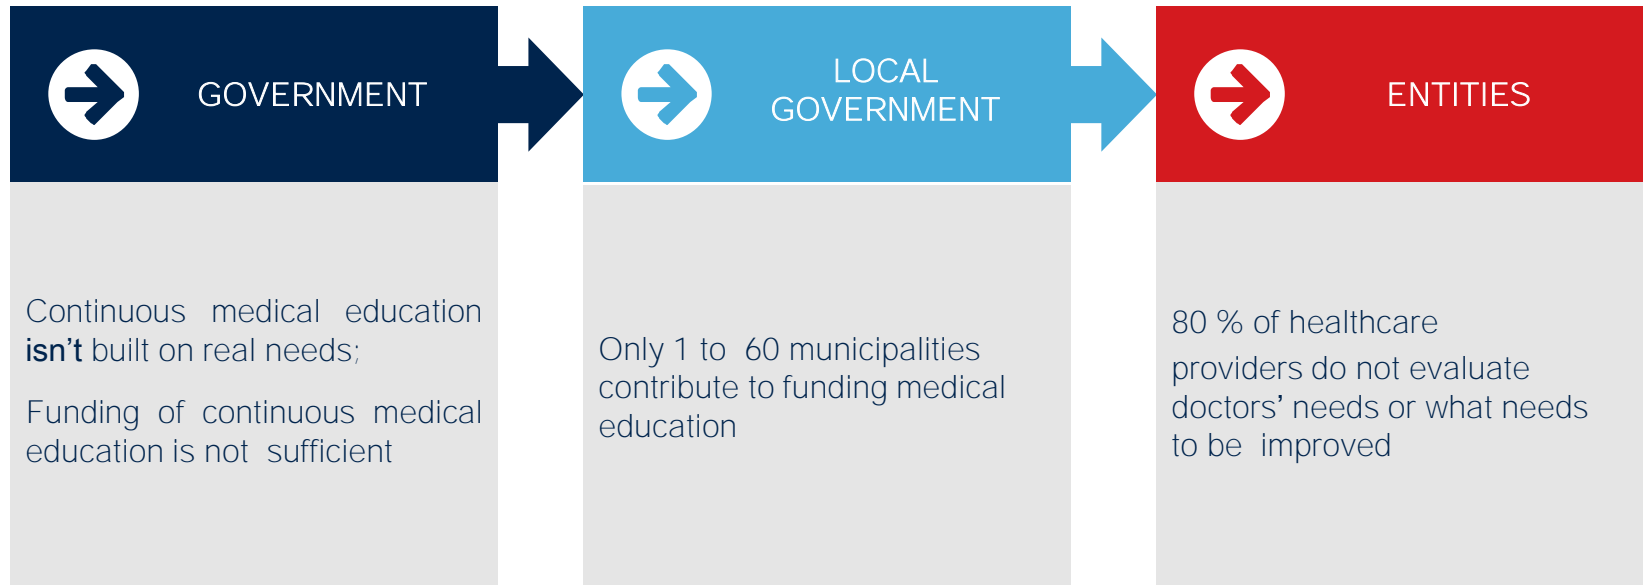 GOVERNMENT
Continuous medical education
isn’t built on real needs;
Funding of continuous medical
education is not sufficient
LOCAL
GOVERNMENT
Only 1 to 60 municipalities
contribute to funding medical
education
ENTITIES
80 % of healthcare
providers do not evaluate
doctors’ needs or what needs
to be improved